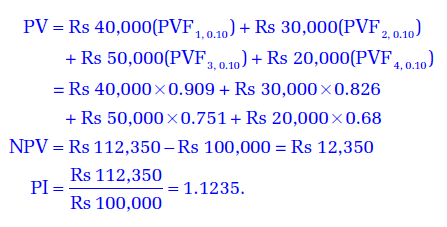 PV = Rs 40,000(PVF₁, ₀.₁₀) + Rs 30,000(PVF₂, ₀.₁₀)
+ Rs 50,000(PVF₃, ₀.₁₀) + Rs 20,000(PVF₄, ₀.₁₀)
= Rs 40,000×0.909 + Rs 30,000×0.826
+ Rs 50,000×0.751 + Rs 20,000×0.68
NPV = Rs 112,350 – Rs 100,000 = Rs 12,350
PI = Rs 112,350 / Rs 100,000 = 1.1235.